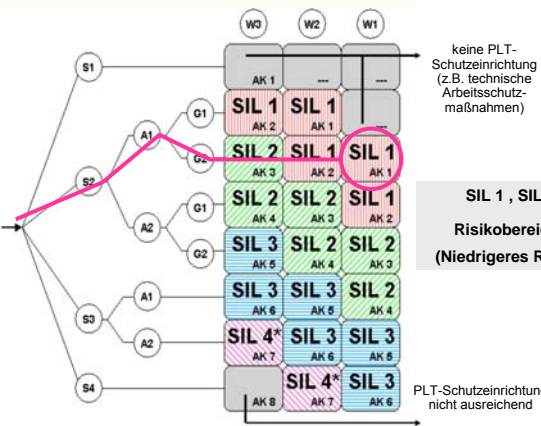 W3 W2 W1
S1
AK 1 --- ---
keine PLT-
Schutzeinrichtung
(z.B. technische
Arbeitsschutz-
maßnahmen)
G1 SIL 1 SIL 1 ---
AK 2 AK 1
A1
G2 SIL 2 SIL 1 SIL 1
AK 3 AK 2 AK 1
S2
G1 SIL 2 SIL 2 SIL 1
AK 4 AK 3 AK 2
A2
G2 SIL 3 SIL 2 SIL 2
AK 5 AK 4 AK 3
SIL 1 , SIL
Risikoberei
(Niedrigeres R
A1 SIL 3 SIL 3 SIL 2
AK 6 AK 5 AK 4
S3
A2 SIL 4* SIL 3 SIL 3
AK 7 AK 6 AK 5
S4
SIL 4* SIL 3
AK 8 AK 7 AK 6
PLT-Schutzeinrichtun
nicht ausreichend